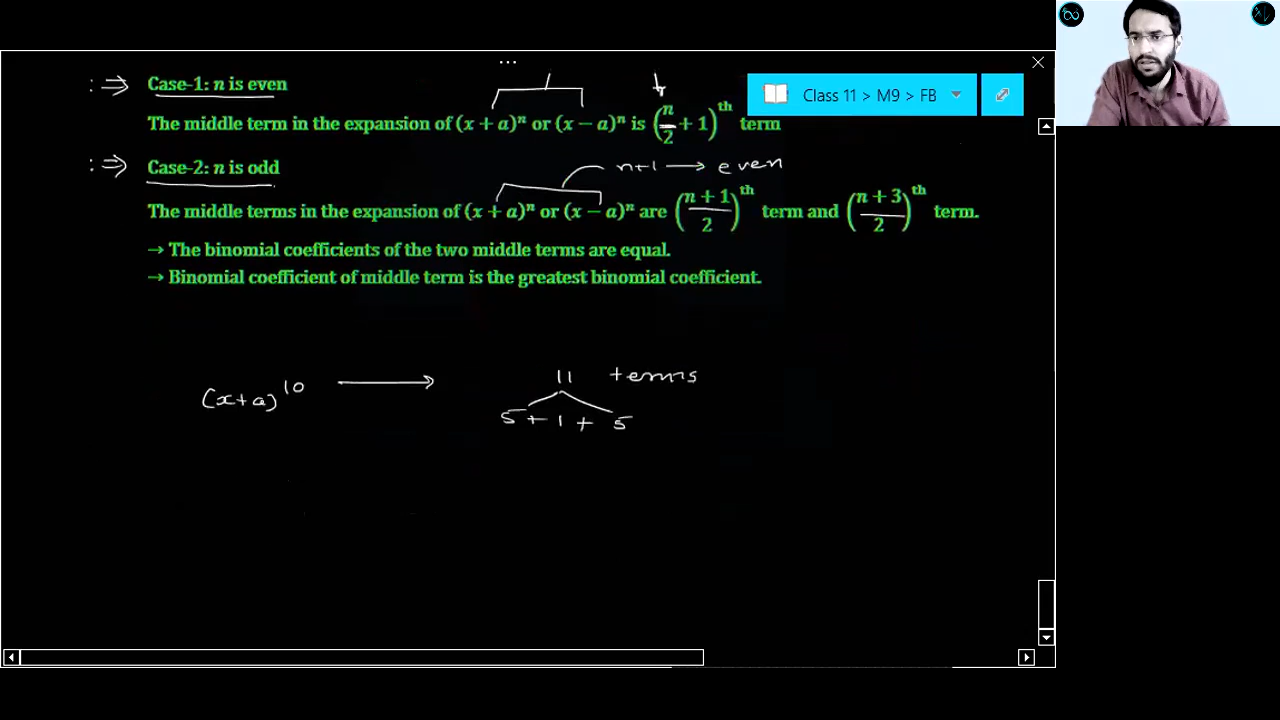 ...
:⇒ Case-1: n is even
Class 11 > M9 > FB
The middle term in the expansion of (x + a)ⁿ or (x − a)ⁿ is (n/2 + 1)ᵗʰ term
:⇒ Case-2: n is odd
n+1 → even
The middle terms in the expansion of (x + a)ⁿ or (x − a)ⁿ are ((n + 1)/2)ᵗʰ term and ((n + 3)/2)ᵗʰ term.
→ The binomial coefficients of the two middle terms are equal.
→ Binomial coefficient of middle term is the greatest binomial coefficient.
(x+a)¹⁰ → 11 terms
5 + 1 + 5